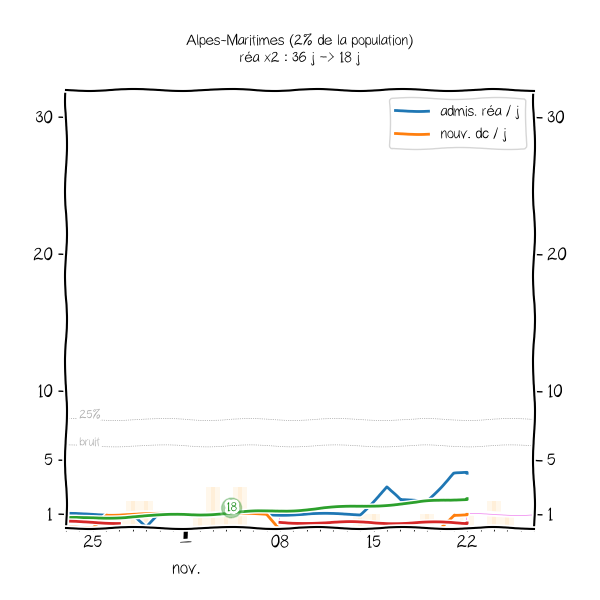 Alpes-Maritimes (2% de la population)
réa x2 : 36 j -> 18 j
admis. réa / j
nouv. dc / j
30
30
20
20
10
10
25%
bruit
5
5
18
1
1
25
1
08
15
22
nov.